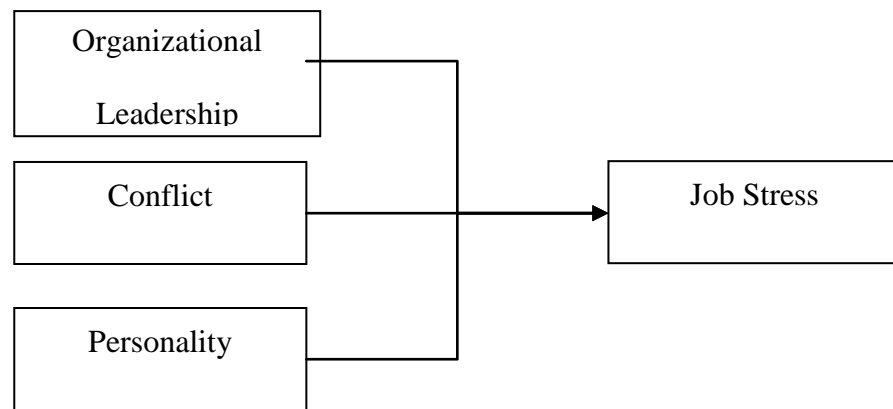 Organizational
Leadership
Conflict
Job Stress
Personality